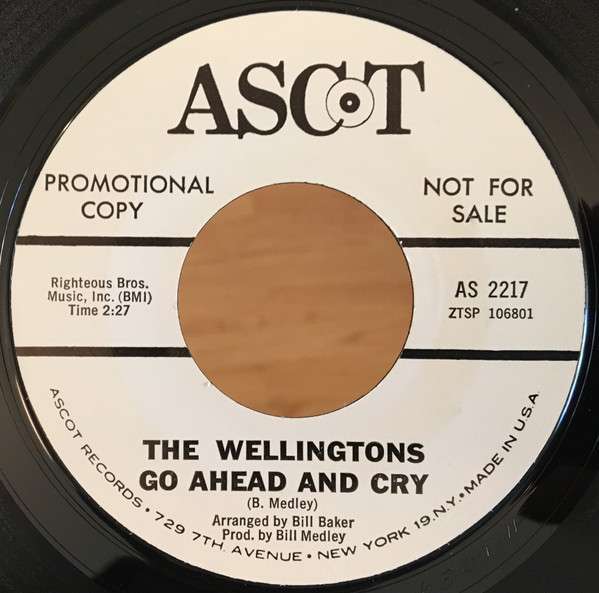 ASCOT
PROMOTIONAL
COPY
NOT FOR
SALE
Righteous Bros.
Music, Inc. (BMI)
Time 2:27
AS 2217
ZTSP 106801
THE WELLINGTONS
GO AHEAD AND CRY
(B. Medley)
Arranged by Bill Baker
Prod. by Bill Medley
ASCOT RECORDS • 729 7TH. AVENUE • NEW YORK 19, N.Y. • MADE IN U.S.A.